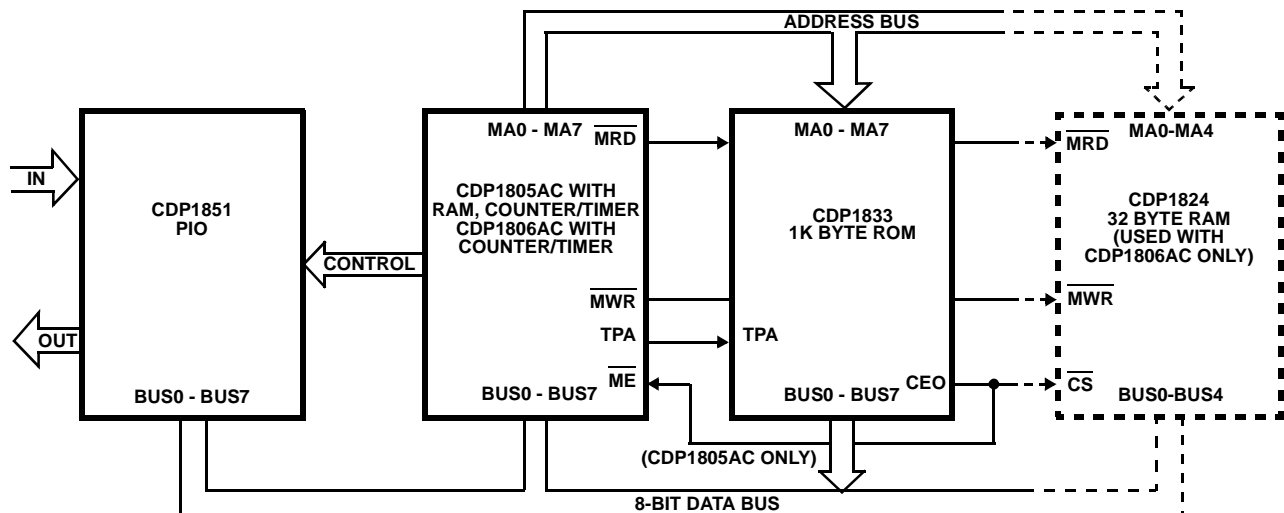 ADDRESS BUS
IN
OUT
CDP1851
PIO
BUS0 - BUS7
CONTROL
MA0 - MA7
MRD
CDP1805AC WITH
RAM, COUNTER/TIMER
CDP1806AC WITH
COUNTER/TIMER
MWR
TPA
ME
BUS0 - BUS7
MA0 - MA7
CDP1833
1K BYTE ROM
TPA
CEO
BUS0 - BUS7
(CDP1805AC ONLY)
MA0-MA4
MRD
CDP1824
32 BYTE RAM
(USED WITH
CDP1806AC ONLY)
MWR
CS
BUS0-BUS4
8-BIT DATA BUS